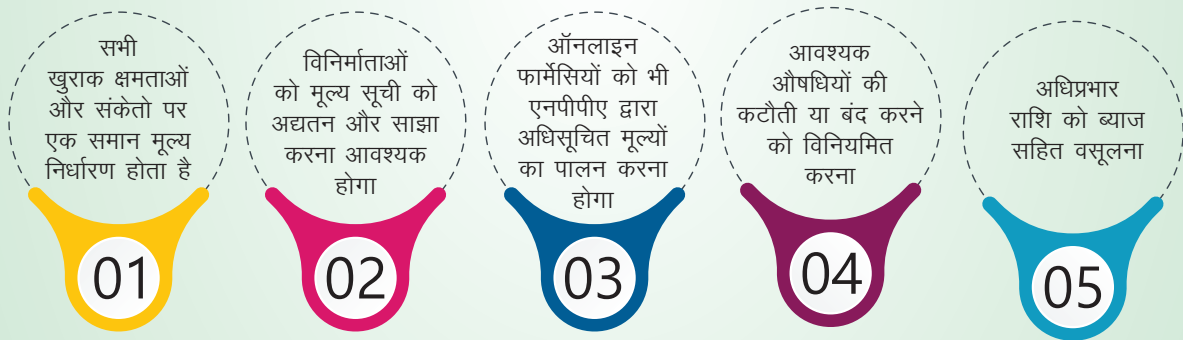 सभी
खुराक क्षमताओं
और संकेतो पर
एक समान मूल्य
निर्धारण होता है
01
विनिर्माताओं
को मूल्य सूची को
अद्यतन और साझा
करना आवश्यक
होगा
02
ऑनलाइन
फार्मेसियों को भी
एनपीपीए द्वारा
अधिसूचित मूल्यों
का पालन करना
होगा
03
आवश्यक
औषधियों की
कटौती या बंद करने
को विनियमित
करना
04
अधिप्रभार
राशि को ब्याज
सहित वसूलना
05